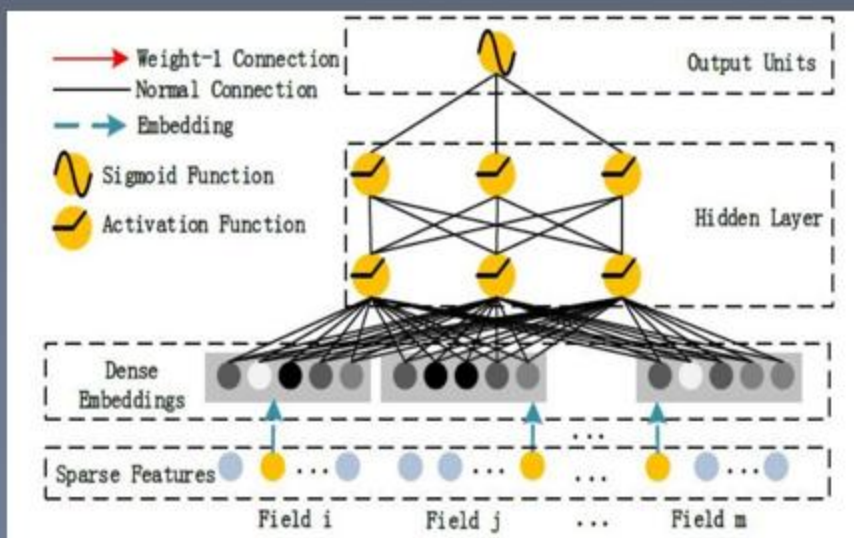 Weight-1 Connection
Normal Connection
Embedding
Sigmoid Function
Activation Function
Output Units
Hidden Layer
Dense
Embeddings
...
Sparse Features
... ... ... ...
Field i Field j ... Field m